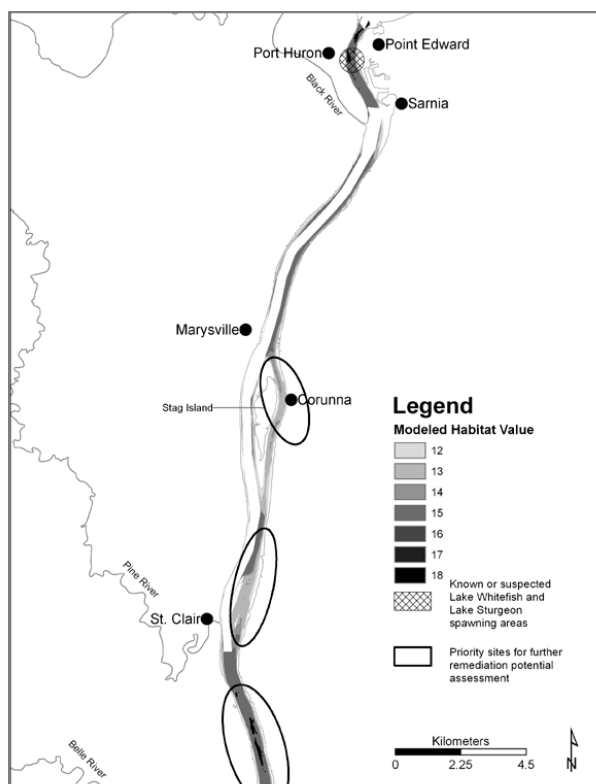 Point Edward
Port Huron
Black River
Sarnia
Marysville
Stag Island
Corunna
Legend
Modeled Habitat Value
12
13
14
15
16
17
18
Known or suspected
Lake Whitefish and
Lake Sturgeon
spawning areas
Priority sites for further
remediation potential
assessment
Pine River
St. Clair
Belle River
Kilometers
0 2.25 4.5
N